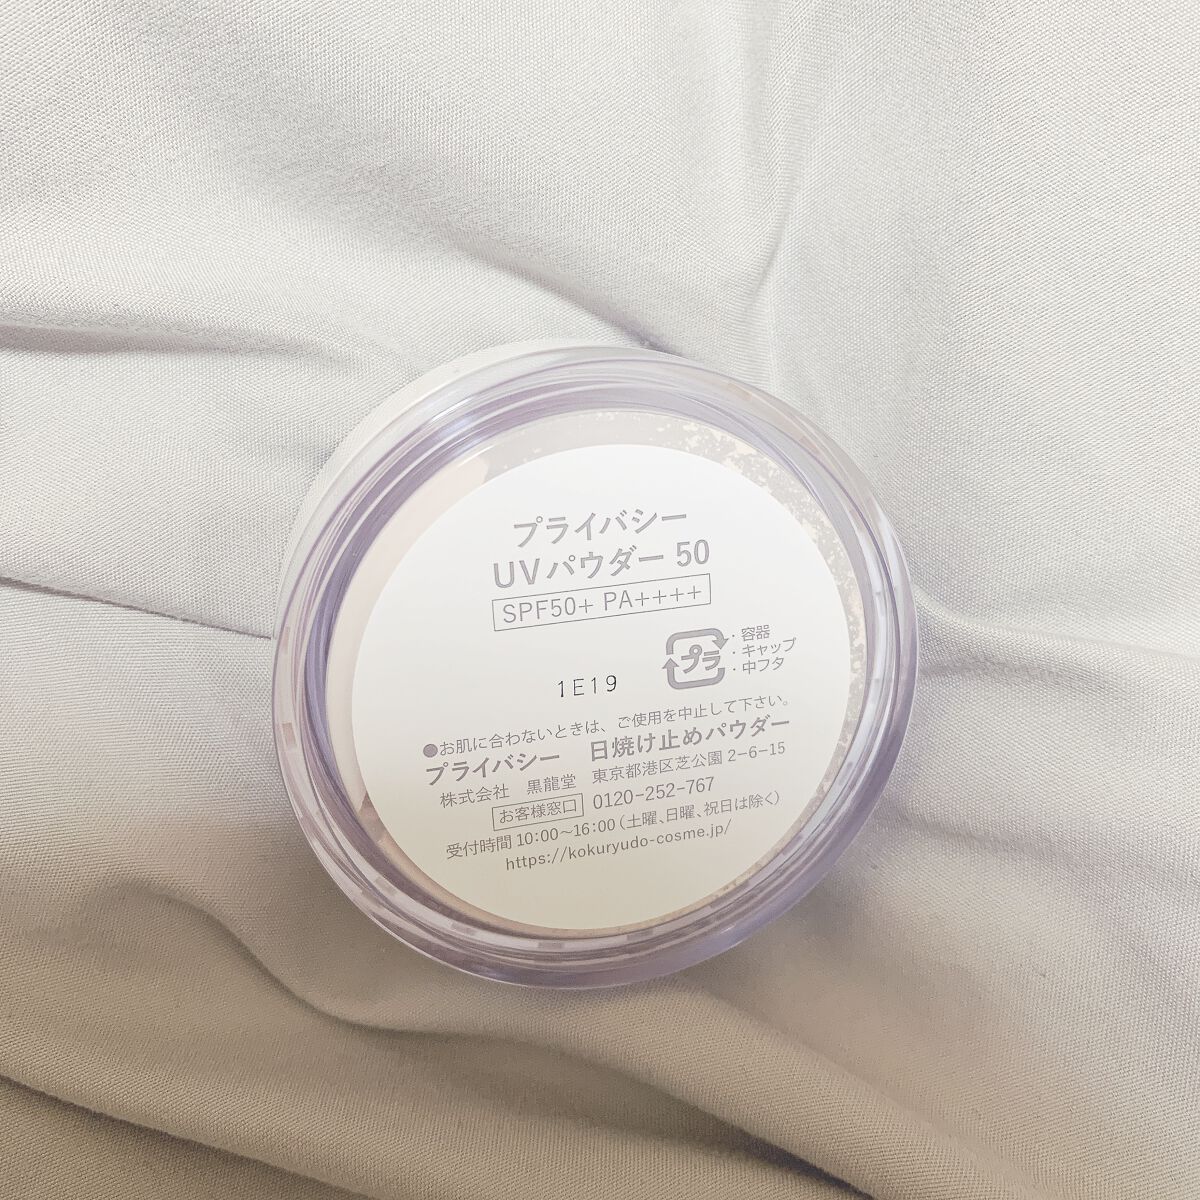 プライバシー
UVパウダー 50
SPF50+ PA++++
プラ
・容器
・キャップ
・中フタ
1E19
●お肌に合わないときは、ご使用を中止して下さい。
プライバシー 日焼け止めパウダー
株式会社 黒龍堂 東京都港区芝公園 2-6-15
お客様窓口 0120-252-767
受付時間 10:00~16:00（土曜、日曜、祝日は除く）
https://kokuryudo-cosme.jp/